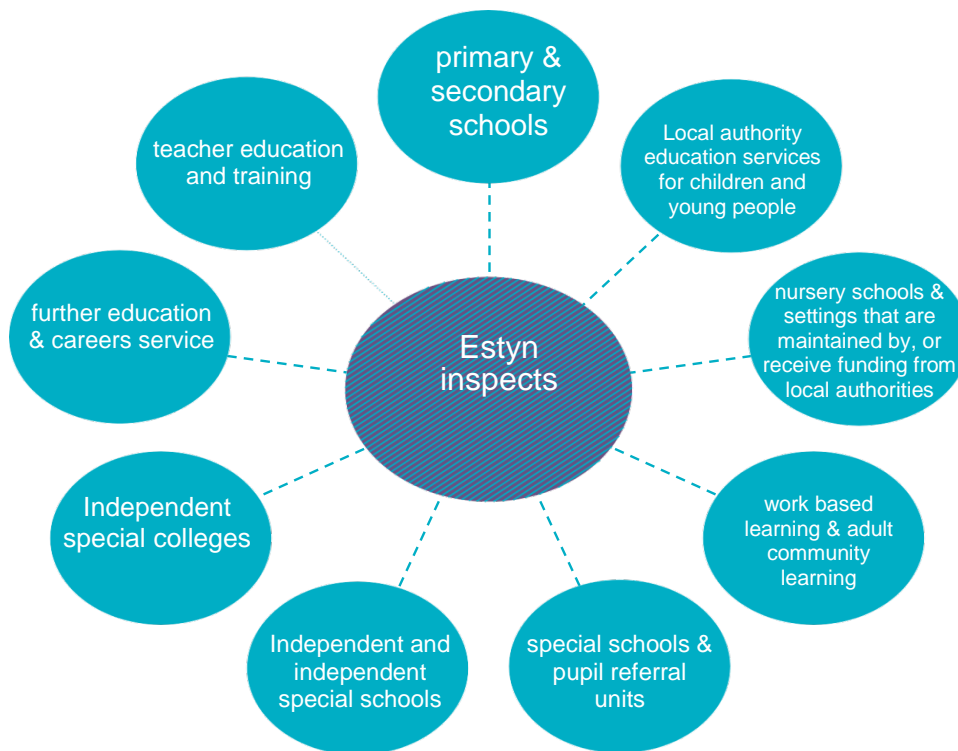 primary &
secondary
schools
Local authority
education services
for children and
young people
nursery schools &
settings that are
maintained by, or
receive funding from
local authorities
work based
learning & adult
community
learning
special schools &
pupil referral
units
Independent and
independent
special schools
Independent
special colleges
further education
& careers service
teacher education
and training
Estyn
inspects